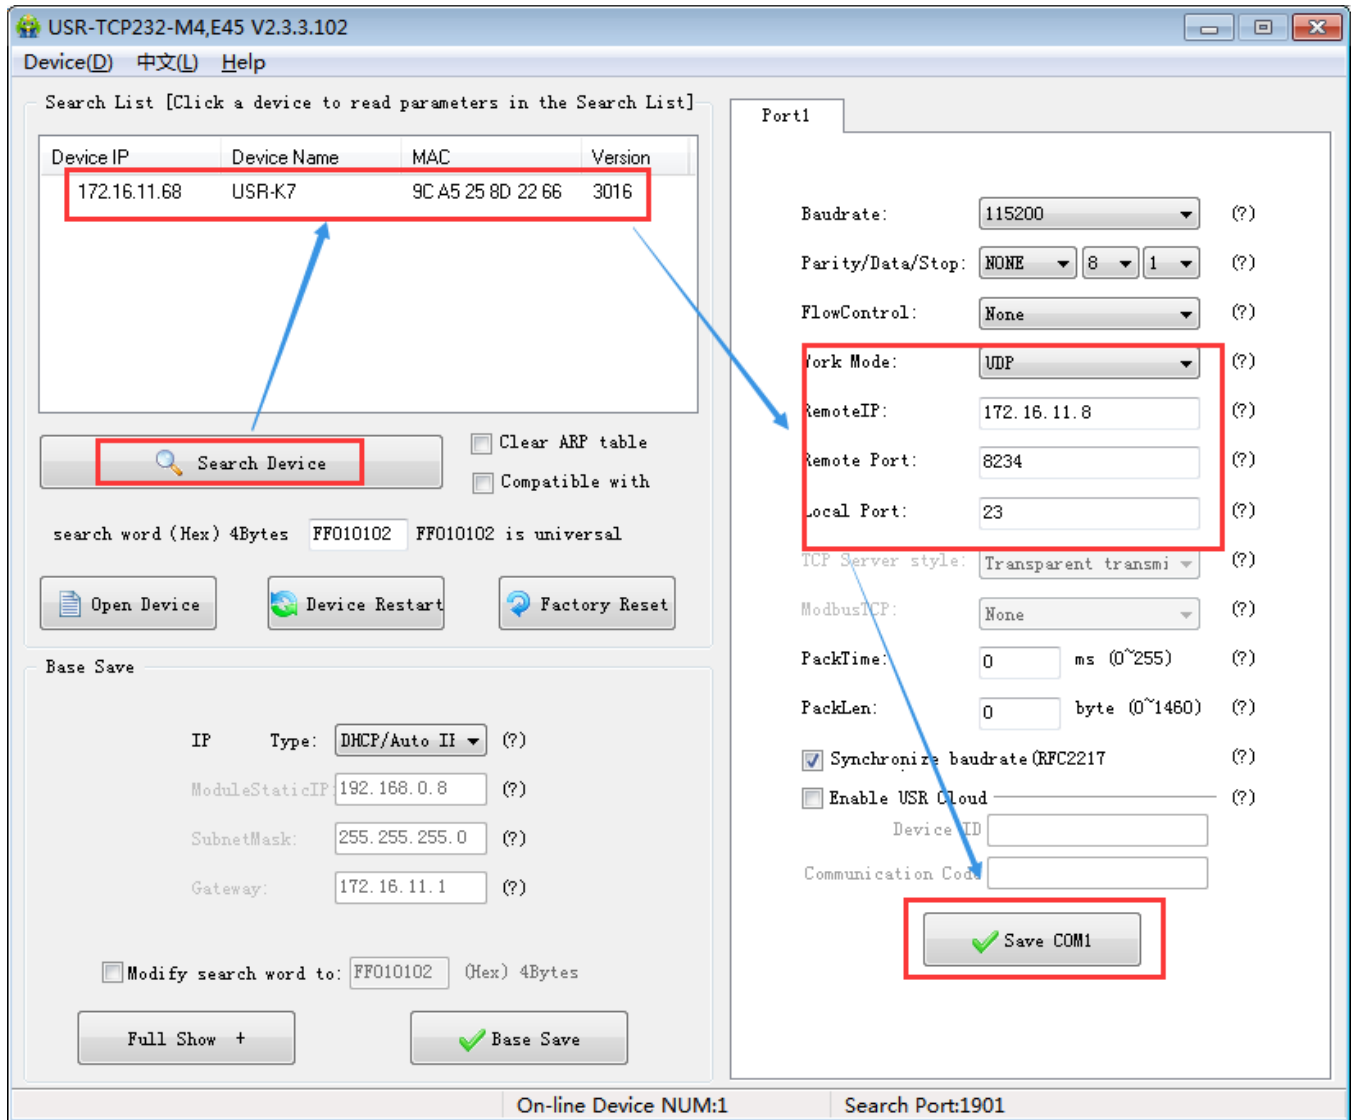 USR-TCP232-M4,E45 V2.3.3.102
Device(D) 中文(L) Help
Search List [Click a device to read parameters in the Search List]
Device IP Device Name MAC Version
172.16.11.68 USR-K7 9C A5 25 8D 22 66 3016
Search Device
Clear ARP table
Compatible with
search word(Hex) 4Bytes FF010102 FF010102 is universal
Open Device Device Restart Factory Reset
Base Save
IP Type: DHCP/Auto II (?)
ModuleStaticIP: 192.168.0.8 (?)
SubnetMask: 255.255.255.0 (?)
Gateway: 172.16.11.1 (?)
Modify search word to: FF010102 (Hex) 4Bytes
Full Show + Base Save
Port1
Baudrate: 115200 (?)
Parity/Data/Stop: NONE 8 1 (?)
FlowControl: None (?)
Work Mode: UDP (?)
RemoteIP: 172.16.11.8 (?)
Remote Port: 8234 (?)
Local Port: 23 (?)
TCP Server style: Transparent transmi (?)
ModbusTCP: None (?)
PackTime: 0 ms (0~255) (?)
PackLen: 0 byte (0~1460) (?)
Synchronize baudrate(RFC2217 (?)
Enable USR Cloud (?)
Device ID
Communication Code
Save COM1
On-line Device NUM:1 Search Port:1901